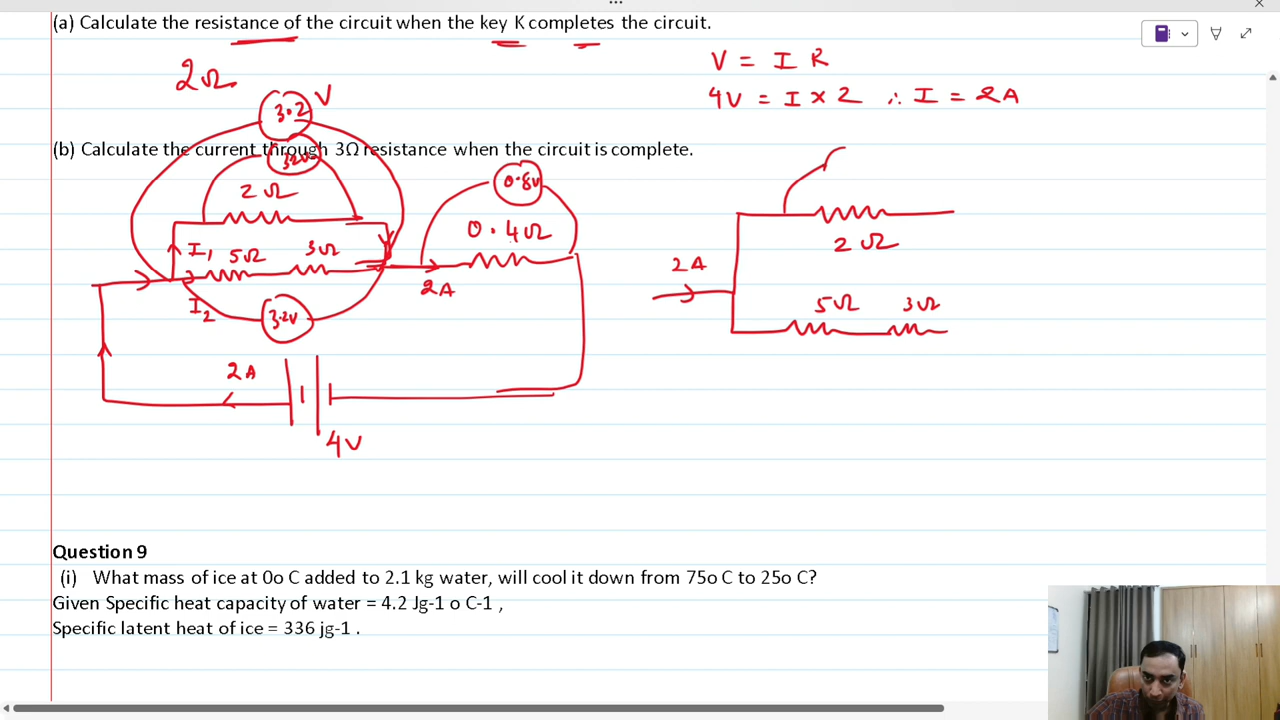 (a) Calculate the resistance of the circuit when the key K completes the circuit.
V = I R
2Ω
4V = I × 2 ∴ I = 2A
3.2 V
(b) Calculate the current through 3Ω resistance when the circuit is complete.
3.2V
0.8V
2Ω
0.4Ω
2Ω
I1 5Ω 3Ω
2A
2A
I2
3.2V
5Ω 3Ω
2A
4V
Question 9
(i) What mass of ice at 0o C added to 2.1 kg water, will cool it down from 75o C to 25o C?
Given Specific heat capacity of water = 4.2 Jg-1 o C-1 ,
Specific latent heat of ice = 336 jg-1 .